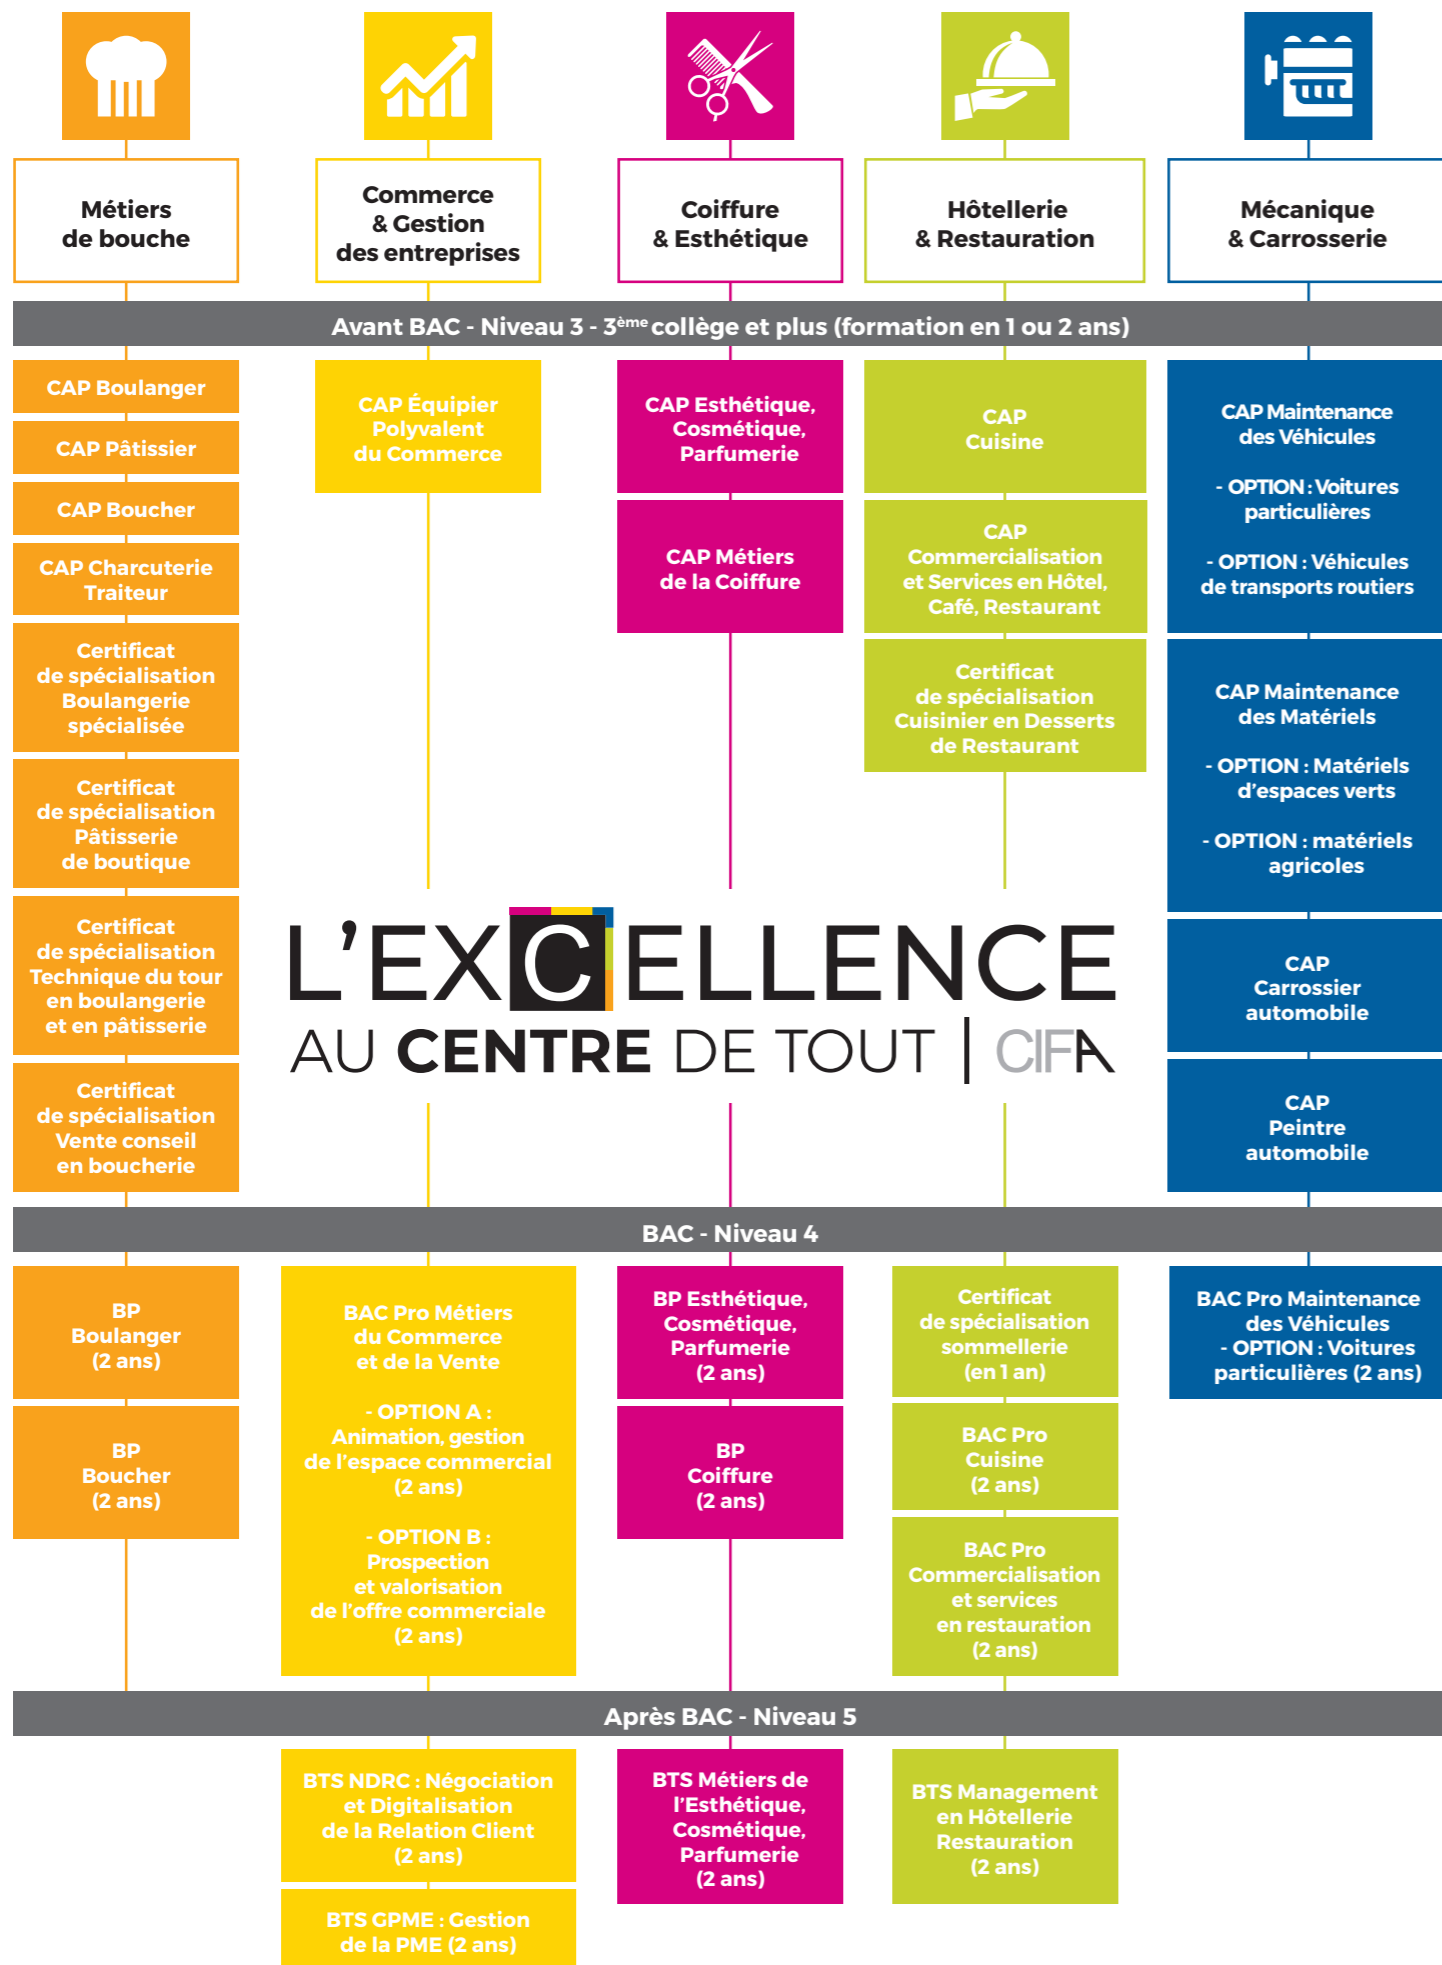 Métiers
de bouche
Commerce
& Gestion
des entreprises
Coiffure
& Esthétique
Hôtellerie
& Restauration
Mécanique
& Carrosserie
Avant BAC - Niveau 3 - 3ème collège et plus (formation en 1 ou 2 ans)
CAP Boulanger
CAP Pâtissier
CAP Boucher
CAP Charcuterie
Traiteur
Certificat
de spécialisation
Boulangerie
spécialisée
Certificat
de spécialisation
Pâtisserie
de boutique
Certificat
de spécialisation
Technique du tour
en boulangerie
et en pâtisserie
Certificat
de spécialisation
Vente conseil
en boucherie
CAP Équipier
Polyvalent
du Commerce
CAP Esthétique,
Cosmétique,
Parfumerie
CAP Métiers
de la Coiffure
CAP
Cuisine
CAP
Commercialisation
et Services en Hôtel,
Café, Restaurant
Certificat
de spécialisation
Cuisinier en Desserts
de Restaurant
CAP Maintenance
des Véhicules
- OPTION : Voitures
particulières
- OPTION : Véhicules
de transports routiers
CAP Maintenance
des Matériels
- OPTION : Matériels
d'espaces verts
- OPTION : matériels
agricoles
CAP
Carrossier
automobile
CAP
Peintre
automobile
L'EXCELLENCE
AU CENTRE DE TOUT | CIFA
BAC - Niveau 4
BP
Boulanger
(2 ans)
BP
Boucher
(2 ans)
BAC Pro Métiers
du Commerce
et de la Vente
- OPTION A :
Animation, gestion
de l'espace commercial
(2 ans)
- OPTION B :
Prospection
et valorisation
de l'offre commerciale
(2 ans)
BP Esthétique,
Cosmétique,
Parfumerie
(2 ans)
BP
Coiffure
(2 ans)
Certificat
de spécialisation
sommellerie
(en 1 an)
BAC Pro
Cuisine
(2 ans)
BAC Pro
Commercialisation
et services
en restauration
(2 ans)
BAC Pro Maintenance
des Véhicules
- OPTION : Voitures
particulières (2 ans)
Après BAC - Niveau 5
BTS NDRC : Négociation
et Digitalisation
de la Relation Client
(2 ans)
BTS GPME : Gestion
de la PME (2 ans)
BTS Métiers de
l'Esthétique,
Cosmétique,
Parfumerie
(2 ans)
BTS Management
en Hôtellerie
Restauration
(2 ans)